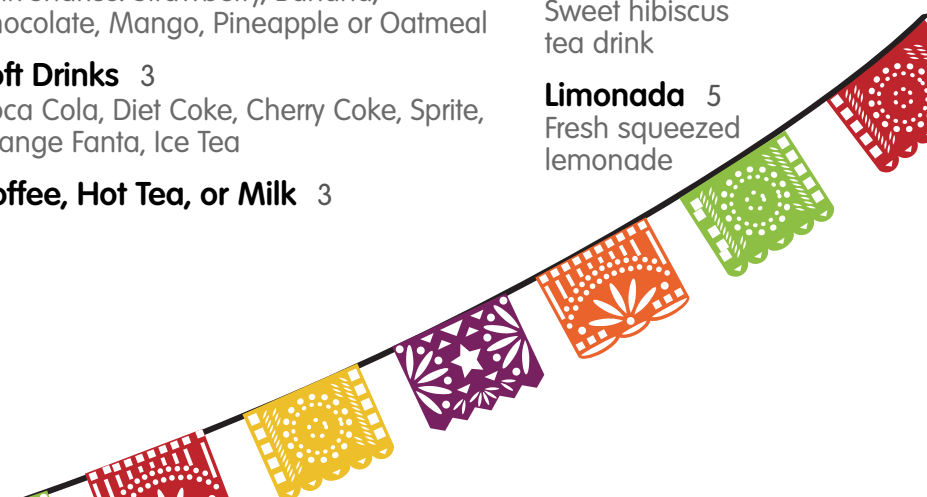 Chocolate, Mango, Pineapple or Oatmeal
Soft Drinks 3
Coca Cola, Diet Coke, Cherry Coke, Sprite,
Orange Fanta, Ice Tea
Coffee, Hot Tea, or Milk 3
Sweet hibiscus
tea drink
Limonada 5
Fresh squeezed
lemonade